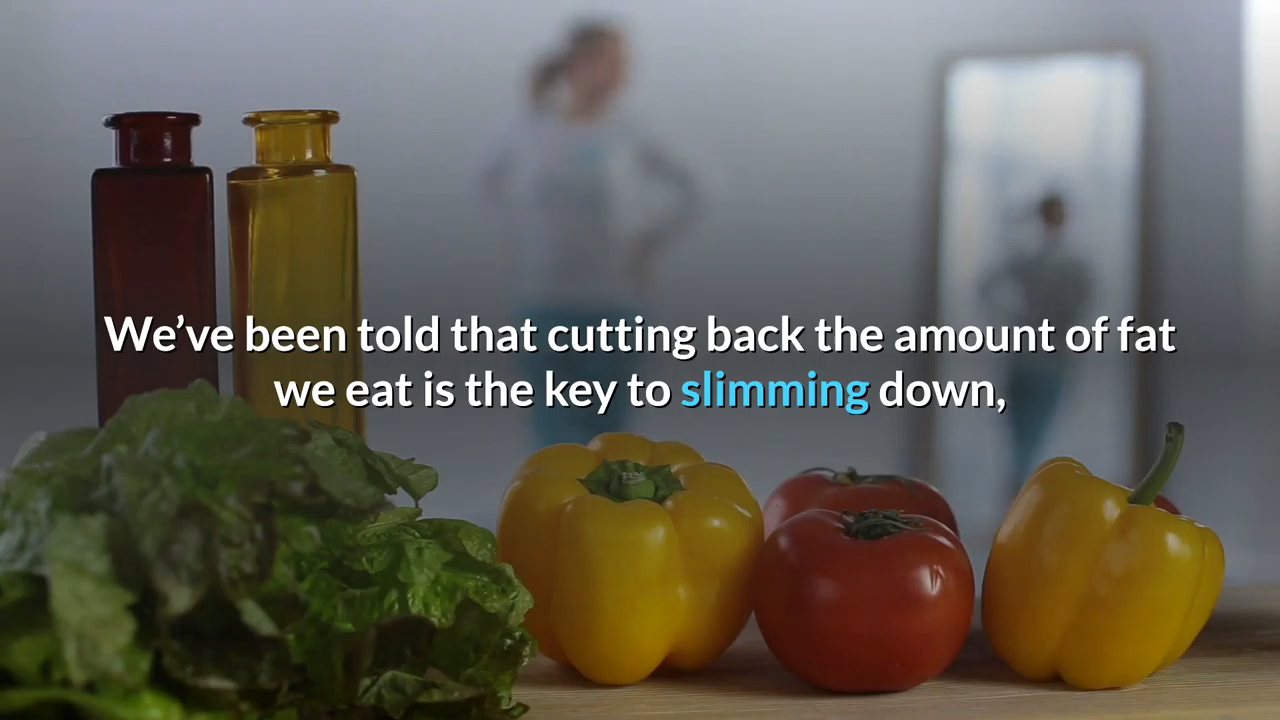 We’ve been told that cutting back the amount of fat
we eat is the key to slimming down,